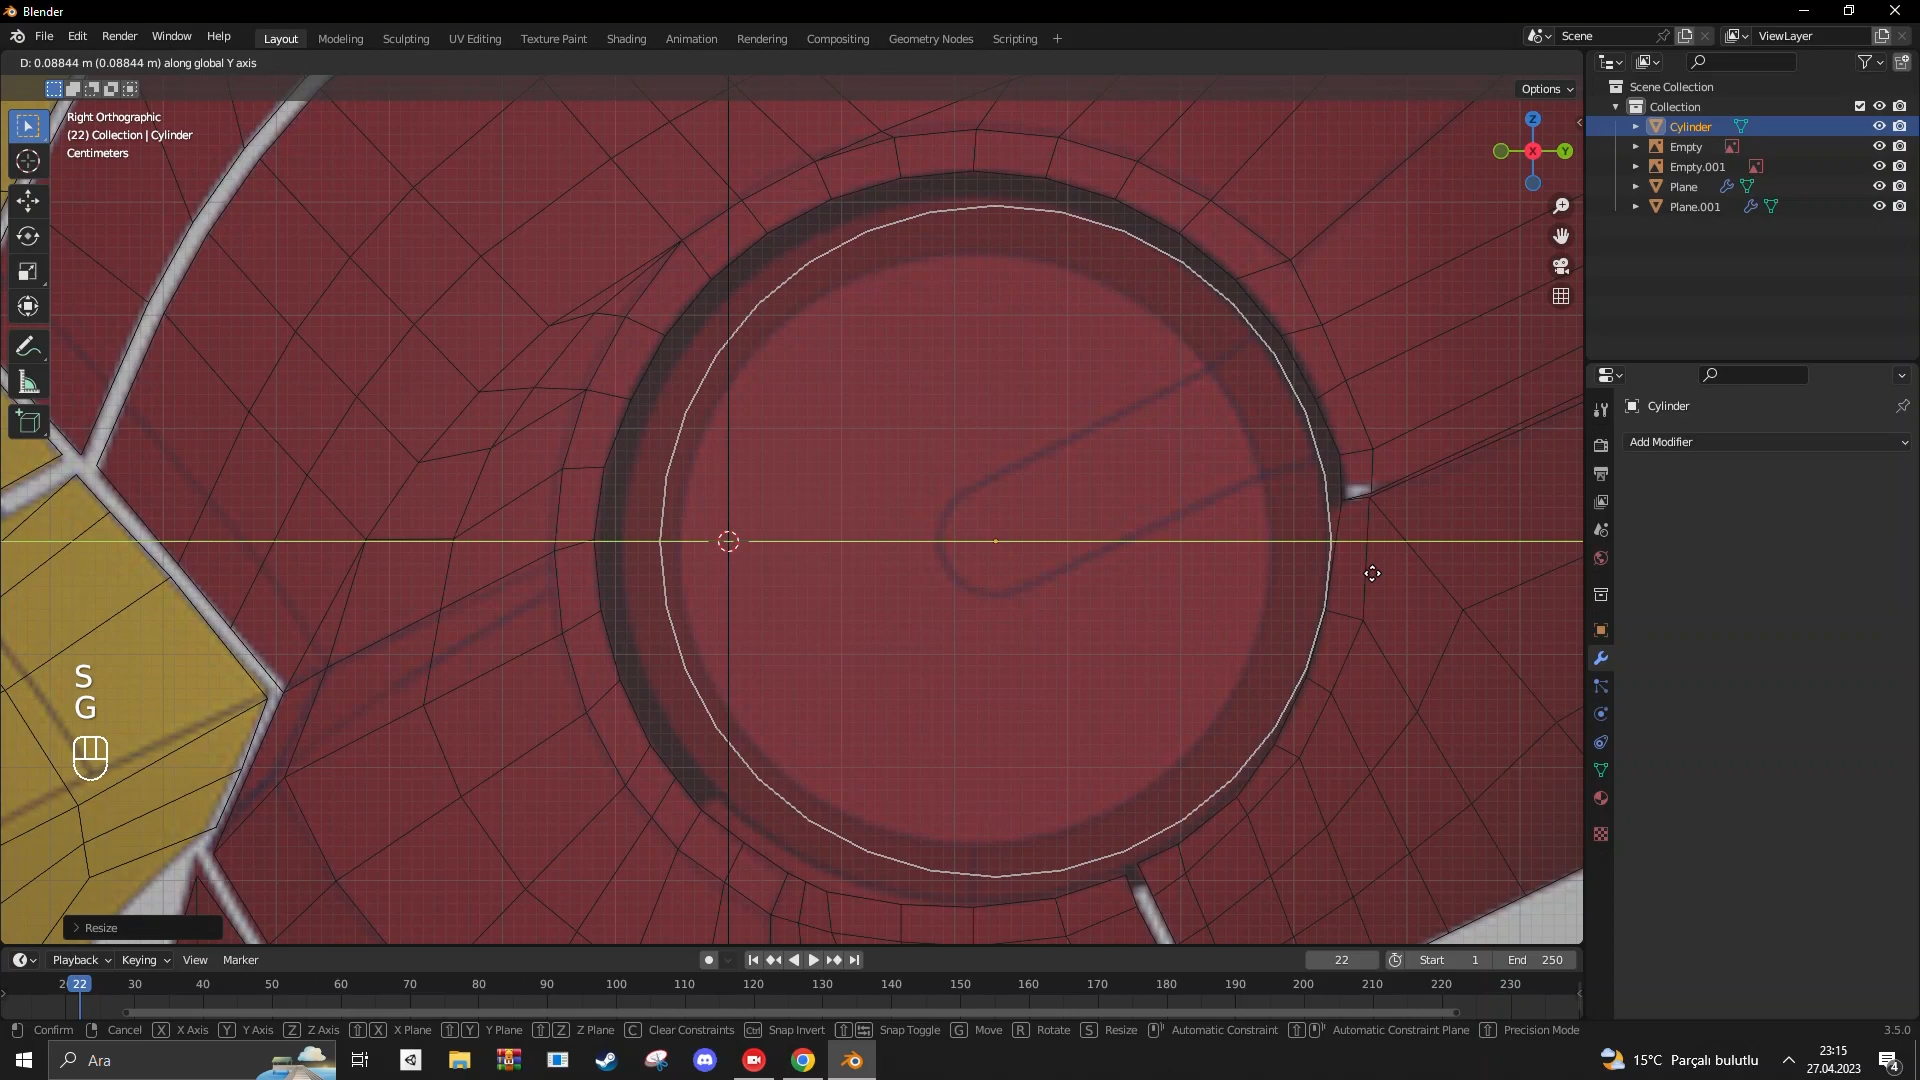 Blender
File Edit Render Window Help Layout Modeling Sculpting UV Editing Texture Paint Shading Animation Rendering Compositing Geometry Nodes Scripting + Scene ViewLayer
D: 0.08844 m (0.08844 m) along global Y axis
Options
Right Orthographic
(22) Collection | Cylinder
Centimeters
Z
X
Y
Scene Collection
Collection
Cylinder
Empty
Empty.001
Plane
Plane.001
Cylinder
Add Modifier
S
G
Resize
Playback Keying View Marker 22 Start 1 End 250
22 30 40 50 60 70 80 90 100 110 120 130 140 150 160 170 180 190 200 210 220 230
Confirm Cancel X X Axis Y Y Axis Z Z Axis X X Plane Y Y Plane Z Z Plane C Clear Constraints Ctrl Snap Invert Snap Toggle G Move R Rotate S Resize Automatic Constraint Automatic Constraint Plane Precision Mode 3.5.0
Ara 15°C Parçalı bulutlu 23:15
27.04.2023
4